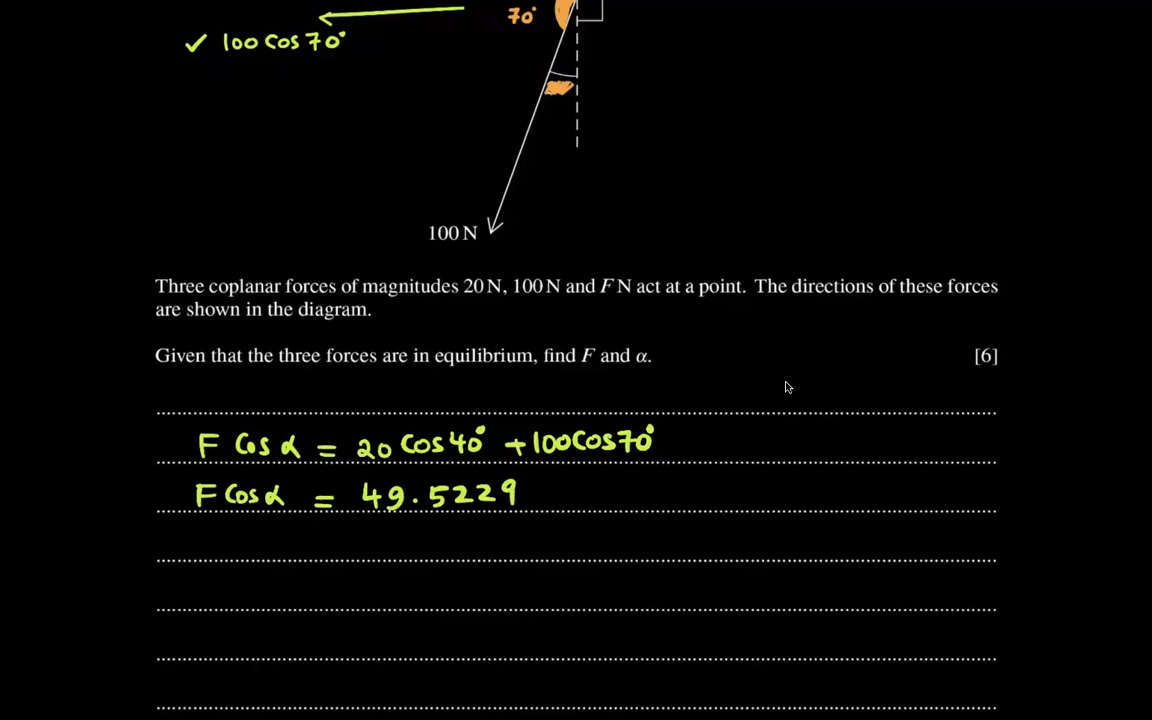 70°
✓ 100 Cos 70°
100 N
Three coplanar forces of magnitudes 20 N, 100 N and F N act at a point. The directions of these forces
are shown in the diagram.
Given that the three forces are in equilibrium, find F and α. [6]
F Cos α = 20 Cos 40° + 100 Cos 70°
F Cos α = 49.5229